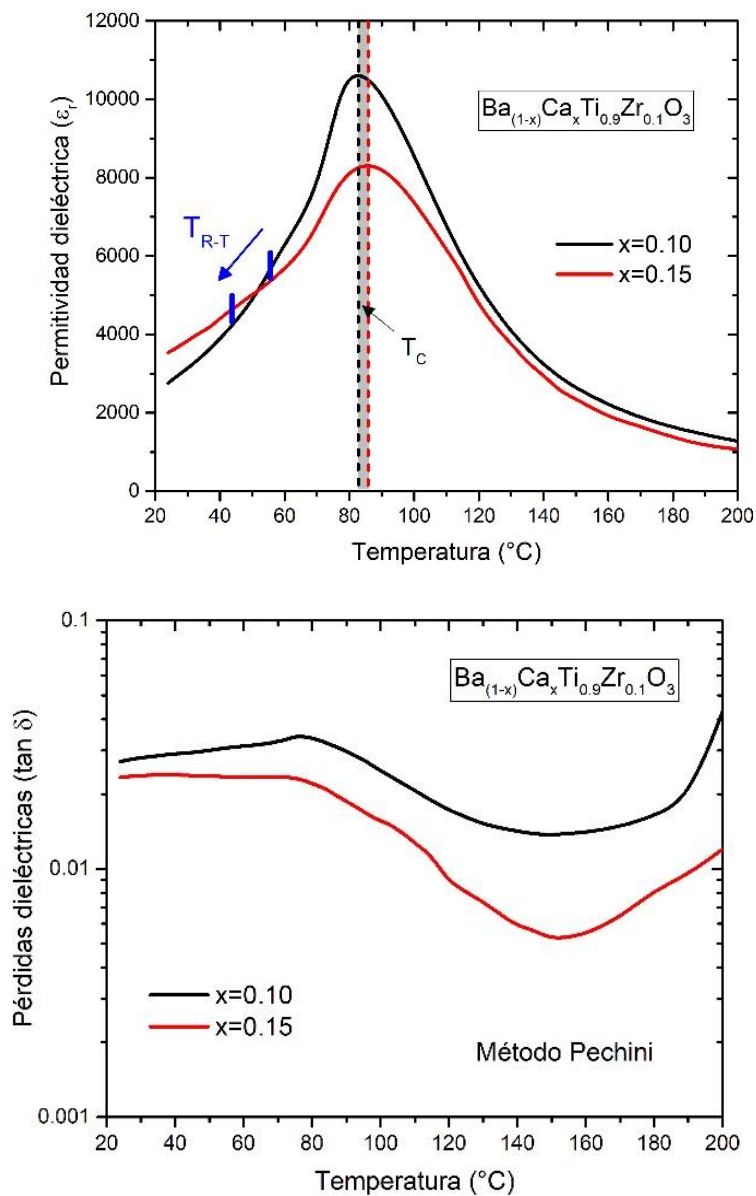 12000
10000
8000
6000
4000
2000
0
Permitividad dieléctrica (εr)
Ba(1-x)CaxTi0.9Zr0.1O3
x=0.10
x=0.15
TR-T
TC
20 40 60 80 100 120 140 160 180 200
Temperatura (°C)
0.1
0.01
0.001
Pérdidas dieléctricas (tan δ)
Ba(1-x)CaxTi0.9Zr0.1O3
x=0.10
x=0.15
Método Pechini
20 40 60 80 100 120 140 160 180 200
Temperatura (°C)